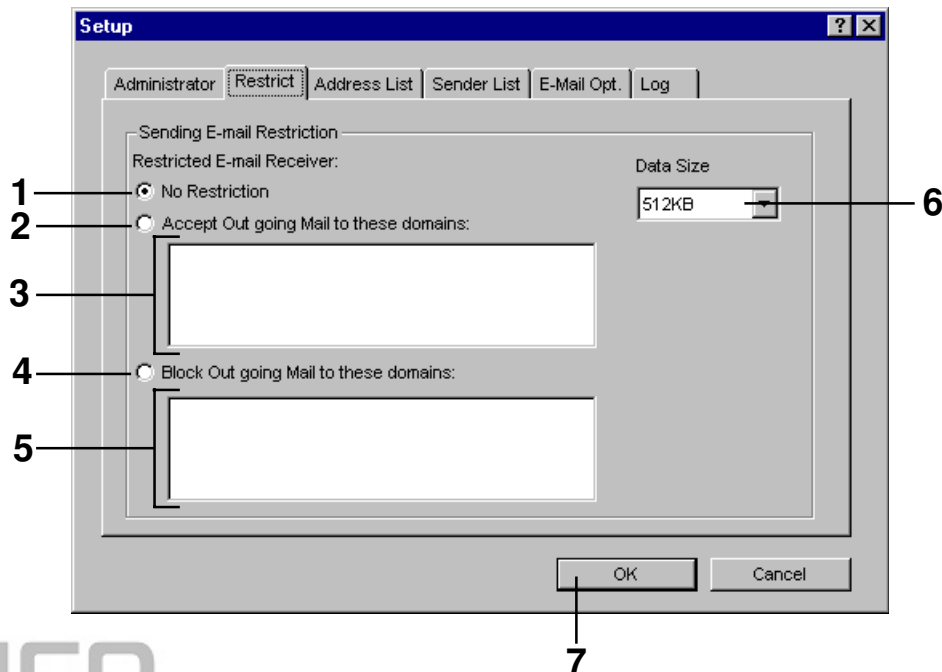 Setup
Administrator Restrict Address List Sender List E-Mail Opt. Log
Sending E-mail Restriction
Restricted E-mail Receiver:
Data Size
1 No Restriction
512KB 6
2 Accept Out going Mail to these domains:
3
4 Block Out going Mail to these domains:
5
OK Cancel
7